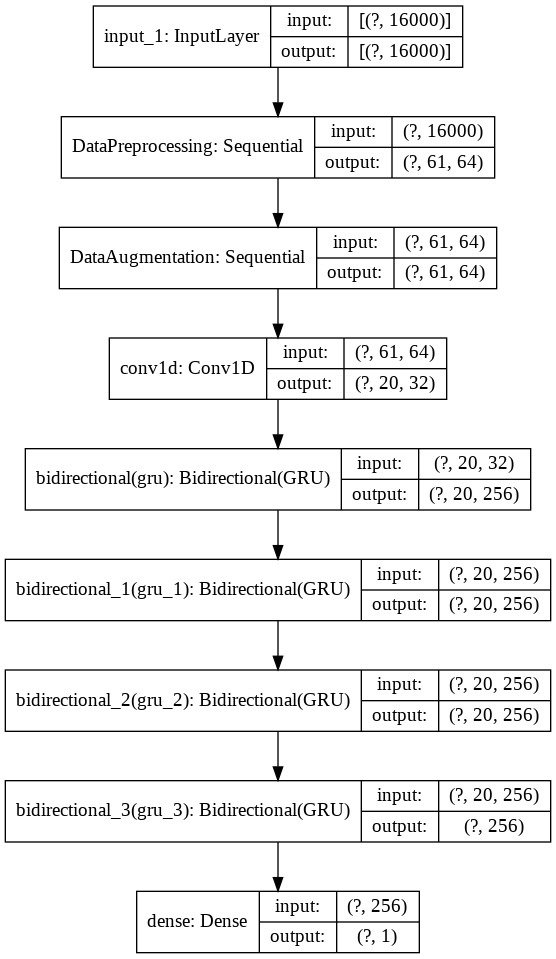 input_1: InputLayer
input:
[(?, 16000)]
output:
[(?, 16000)]
DataPreprocessing: Sequential
input:
(?, 16000)
output:
(?, 61, 64)
DataAugmentation: Sequential
input:
(?, 61, 64)
output:
(?, 61, 64)
conv1d: Conv1D
input:
(?, 61, 64)
output:
(?, 20, 32)
bidirectional(gru): Bidirectional(GRU)
input:
(?, 20, 32)
output:
(?, 20, 256)
bidirectional_1(gru_1): Bidirectional(GRU)
input:
(?, 20, 256)
output:
(?, 20, 256)
bidirectional_2(gru_2): Bidirectional(GRU)
input:
(?, 20, 256)
output:
(?, 20, 256)
bidirectional_3(gru_3): Bidirectional(GRU)
input:
(?, 20, 256)
output:
(?, 256)
dense: Dense
input:
(?, 256)
output:
(?, 1)